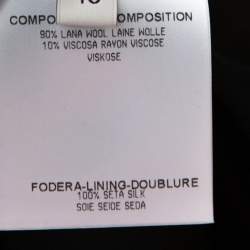 COMPO OMPOSITION
90% LANA WOOL LAINE WOLLE
10% VISCOSA RAYON VISCOSE
VISKOSE
FODERA-LINING-DOUBLURE
100% SETA SILK
SOIE SEIDE SEDA